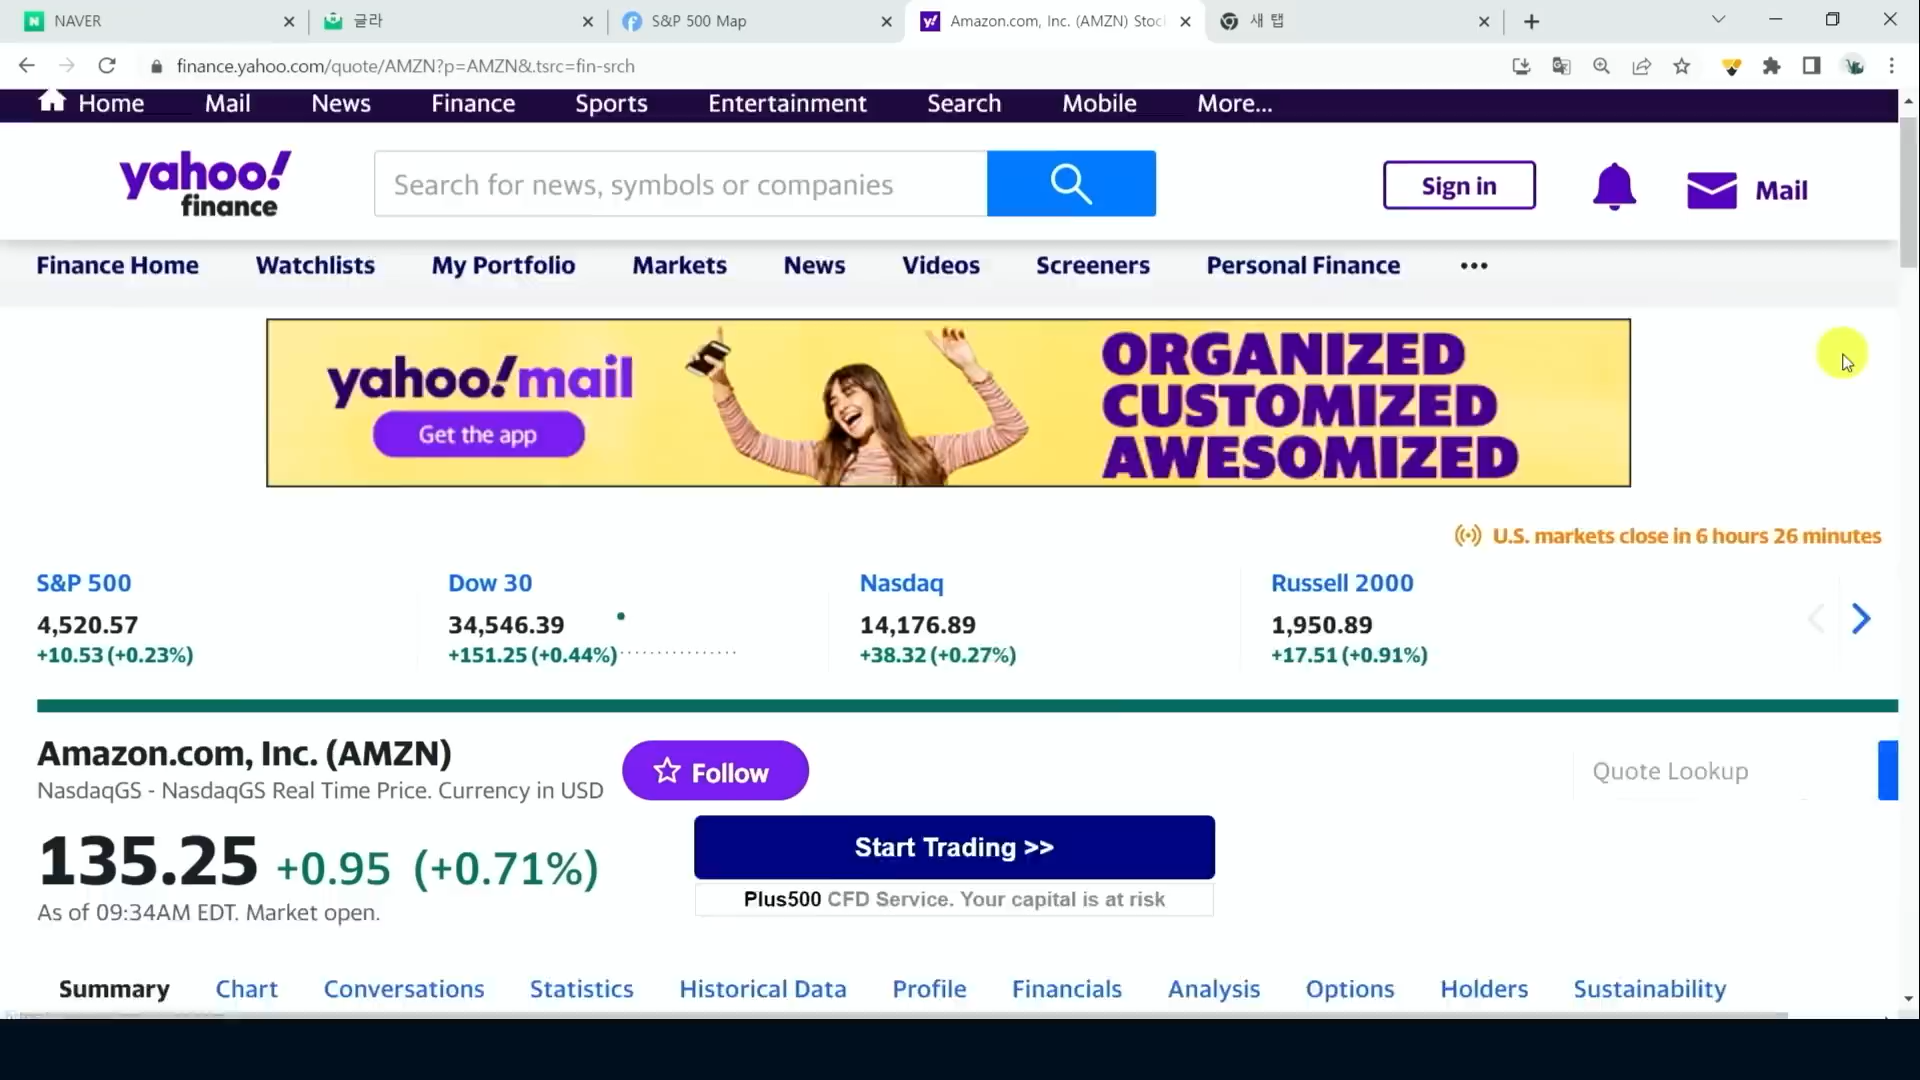 NAVER
글라
S&P 500 Map
Amazon.com, Inc. (AMZN) Stoc
새 탭
finance.yahoo.com/quote/AMZN?p=AMZN&.tsrc=fin-srch
Home Mail News Finance Sports Entertainment Search Mobile More...
yahoo!
finance
Search for news, symbols or companies
Sign in
Mail
Finance Home Watchlists My Portfolio Markets News Videos Screeners Personal Finance ...
yahoo!mail
Get the app
ORGANIZED
CUSTOMIZED
AWESOMIZED
U.S. markets close in 6 hours 26 minutes
S&P 500
4,520.57
+10.53 (+0.23%)
Dow 30
34,546.39
+151.25 (+0.44%)
Nasdaq
14,176.89
+38.32 (+0.27%)
Russell 2000
1,950.89
+17.51 (+0.91%)
Amazon.com, Inc. (AMZN)
NasdaqGS - NasdaqGS Real Time Price. Currency in USD
Follow
Quote Lookup
135.25 +0.95 (+0.71%)
As of 09:34AM EDT. Market open.
Start Trading >>
Plus500 CFD Service. Your capital is at risk
Summary Chart Conversations Statistics Historical Data Profile Financials Analysis Options Holders Sustainability